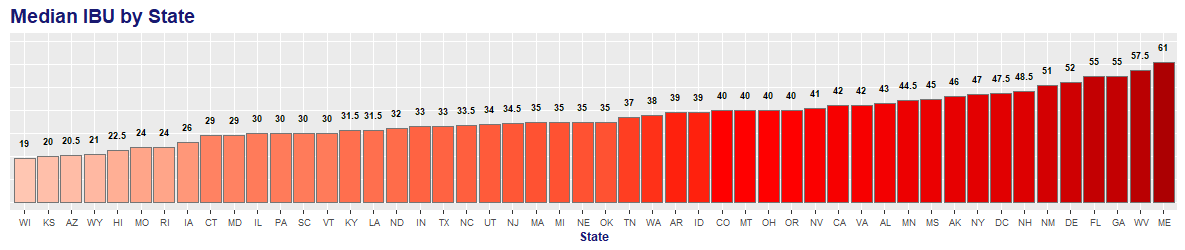 Median IBU by State
19 20 20.5 21 22.5 24 24 26 29 29 30 30 30 30 31.5 31.5 32 33 33 33.5 34 34.5 35 35 35 35 37 38 39 39 40 40 40 40 41 42 42 43 44.5 45 46 47 47.5 48.5 51 52 55 55 57.5 61
WI KS AZ WY HI MO RI IA CT MD IL PA SC VT KY LA ND IN TX NC UT NJ MA MI NE OK TN WA AR ID CO MT OH OR NV CA VA AL MN MS AK NY DC NH NM DE FL GA WV ME
State